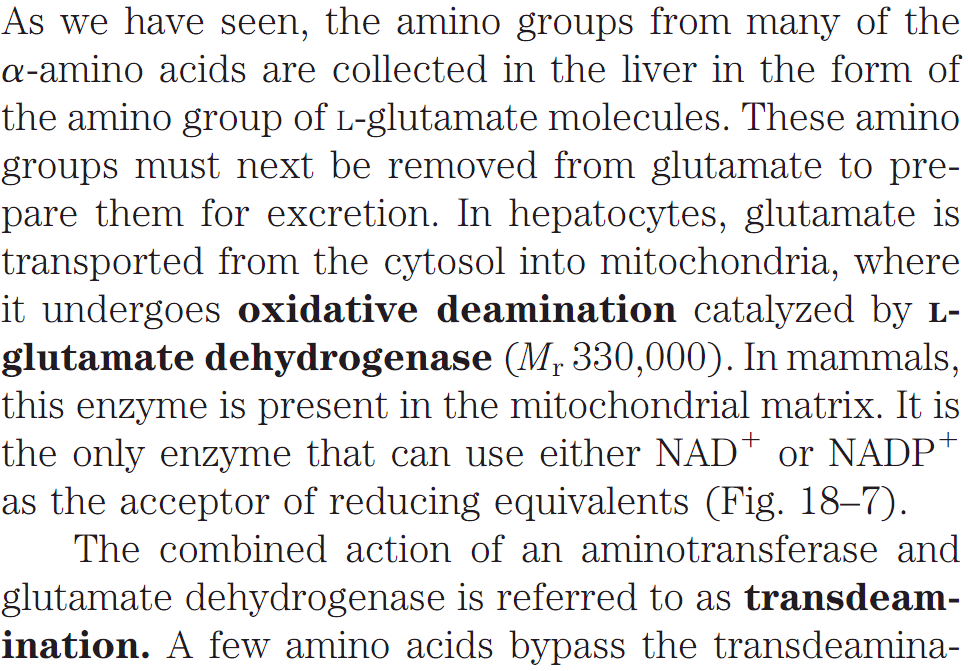 As we have seen, the amino groups from many of the
α-amino acids are collected in the liver in the form of
the amino group of L-glutamate molecules. These amino
groups must next be removed from glutamate to pre-
pare them for excretion. In hepatocytes, glutamate is
transported from the cytosol into mitochondria, where
it undergoes oxidative deamination catalyzed by L-
glutamate dehydrogenase (Mr 330,000). In mammals,
this enzyme is present in the mitochondrial matrix. It is
the only enzyme that can use either NAD⁺ or NADP⁺
as the acceptor of reducing equivalents (Fig. 18–7).
The combined action of an aminotransferase and
glutamate dehydrogenase is referred to as transdeam-
ination. A few amino acids bypass the transdeamina-